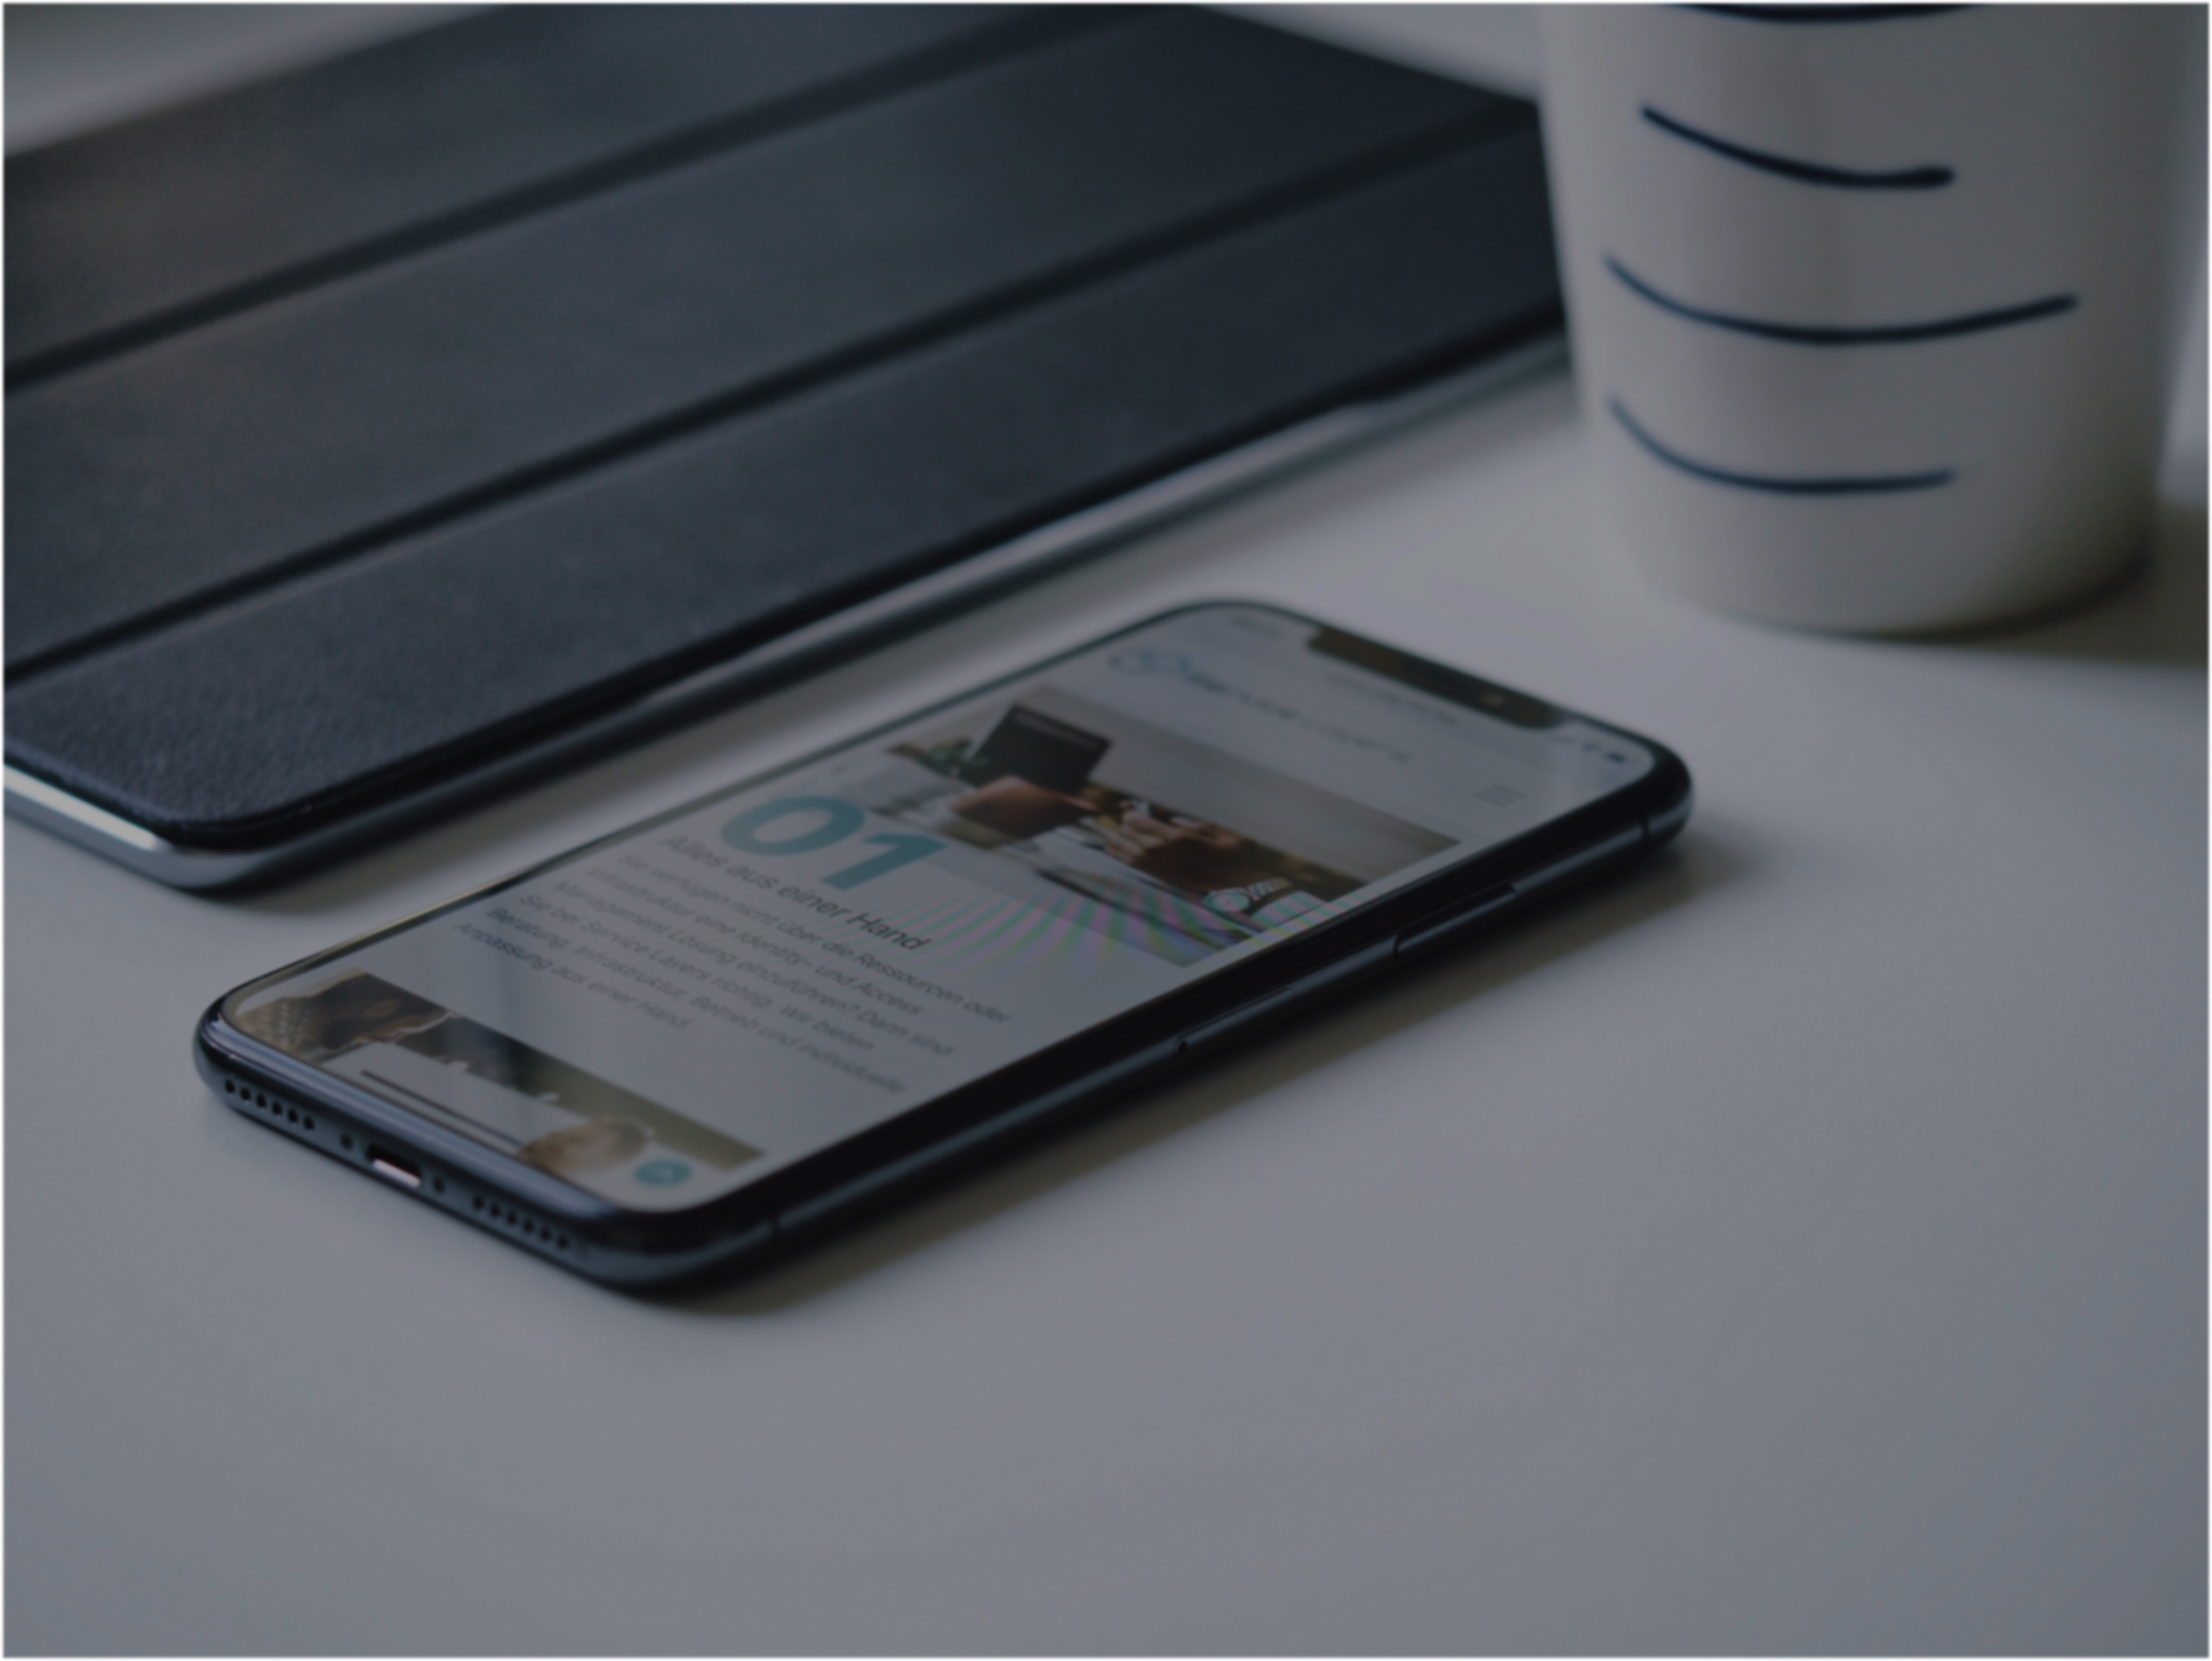 Service Layers
01
Alles aus einer Hand
Sie verfügen nicht über die Ressourcen oder
Infrastruktur eine Identity- und Access
Management Lösung einzuführen? Dann sind
Sie bei Service Layers richtig. Wir bieten
Beratung, Infrastruktur, Betrieb und individuelle
Anpassung aus einer Hand.